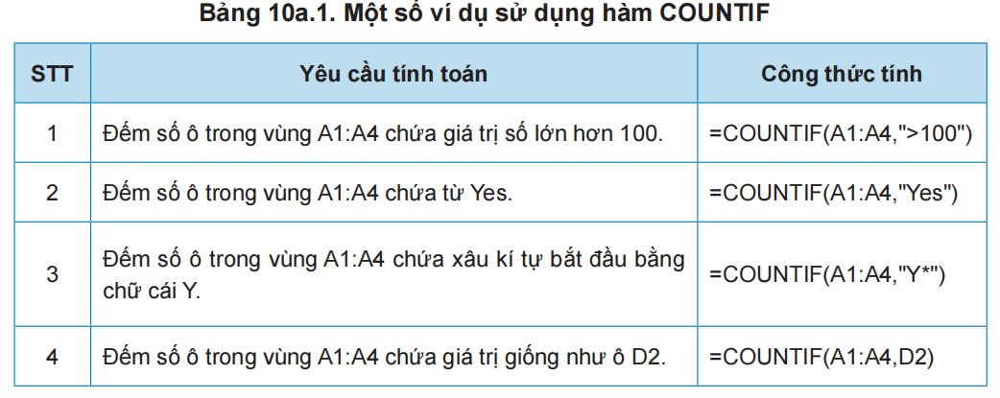 Bảng 10a.1. Một số ví dụ sử dụng hàm COUNTIF
STT Yêu cầu tính toán Công thức tính
1 Đếm số ô trong vùng A1:A4 chứa giá trị số lớn hơn 100. =COUNTIF(A1:A4,">100")
2 Đếm số ô trong vùng A1:A4 chứa từ Yes. =COUNTIF(A1:A4,"Yes")
3 Đếm số ô trong vùng A1:A4 chứa xâu kí tự bắt đầu bằng
chữ cái Y. =COUNTIF(A1:A4,"Y*")
4 Đếm số ô trong vùng A1:A4 chứa giá trị giống như ô D2. =COUNTIF(A1:A4,D2)